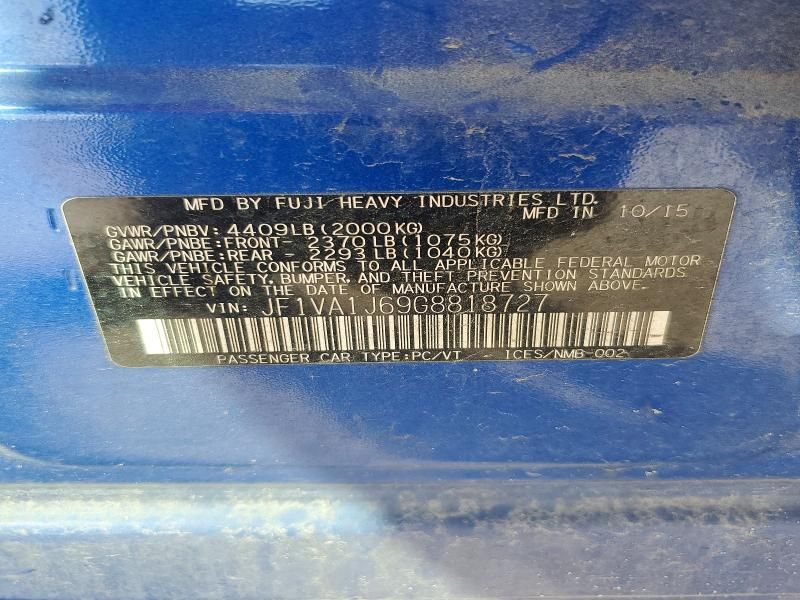 MFD BY FUJI HEAVY INDUSTRIES LTD.
MFD IN 10/15
GVWR/PNBV: 4409LB(2000KG)
GAWR/PNBE:FRONT- 2370LB(1075KG)
GAWR/PNBE:REAR - 2293LB(1040KG)
THIS VEHICLE CONFORMS TO ALL APPLICABLE FEDERAL MOTOR
VEHICLE SAFETY, BUMPER, AND THEFT PREVENTION STANDARDS
IN EFFECT ON THE DATE OF MANUFACTURE SHOWN ABOVE.
VIN: JF1VA1J69G8818727
PASSENGER CAR TYPE:PC/VT ICES/NMB-002